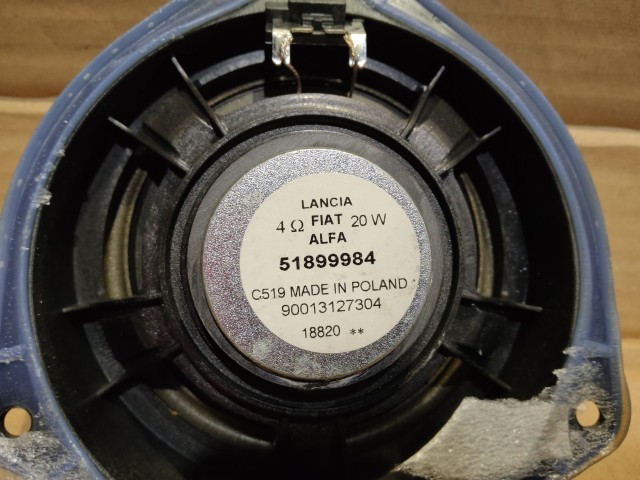 LANCIA
4 Ω FIAT 20 W
ALFA
51899984
C519 MADE IN POLAND
90013127304
18820 **